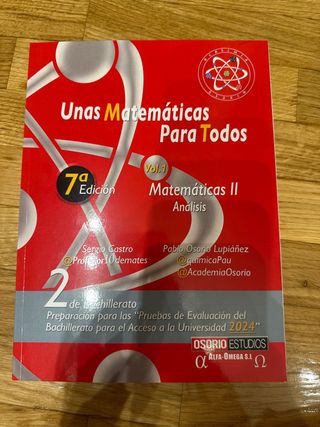 Unas Matemáticas
Para Todos
7ª
Edición
Vol.1
Matemáticas II
Análisis
Sergio Castro
Pablo Osorio Lupiáñez
@quimicaPau
@AcademiaOsorio
2 de Bachillerato
Preparación para las "Pruebas de Evaluación del
Bachillerato para el Acceso a la Universidad 2024"
OSORIO ESTUDIOS
α ALFA-OMEGA S.L Ω